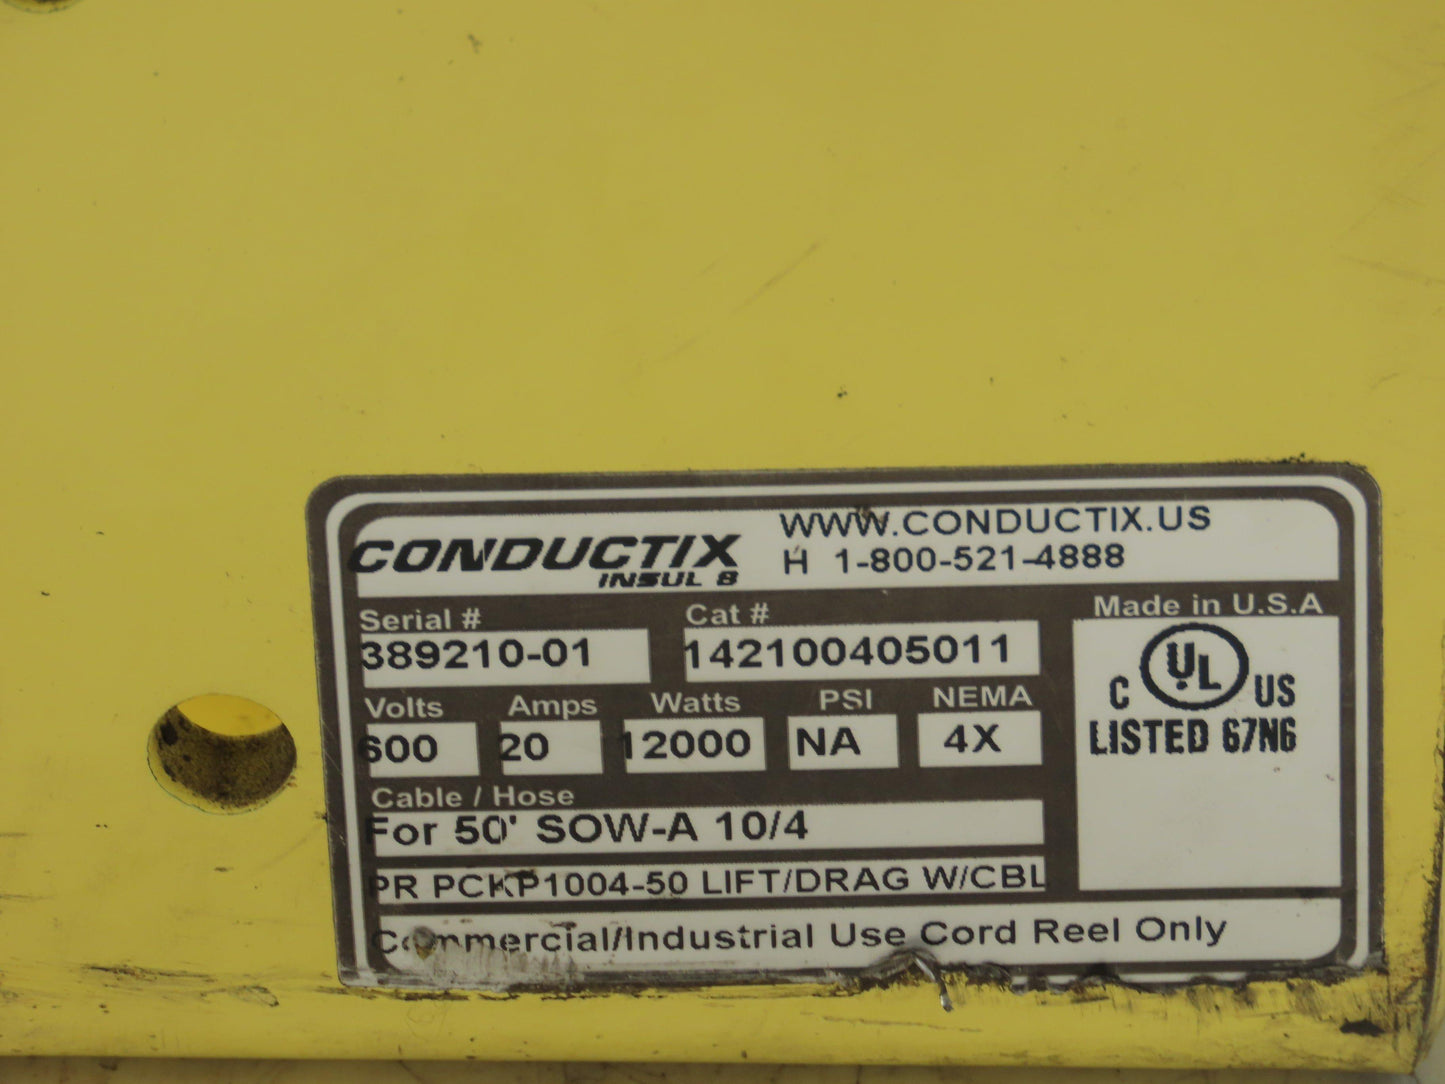 CONDUCTIX
INSUL 8
WWW.CONDUCTIX.US
H 1-800-521-4888
Serial #
389210-01
Cat #
142100405011
Volts
600
Amps
20
Watts
12000
PSI
NA
NEMA
4X
Cable / Hose
For 50' SOW-A 10/4
PR PCKP1004-50 LIFT/DRAG W/CBL
Commercial/Industrial Use Cord Reel Only
Made in U.S.A
C UL US
LISTED 67N6